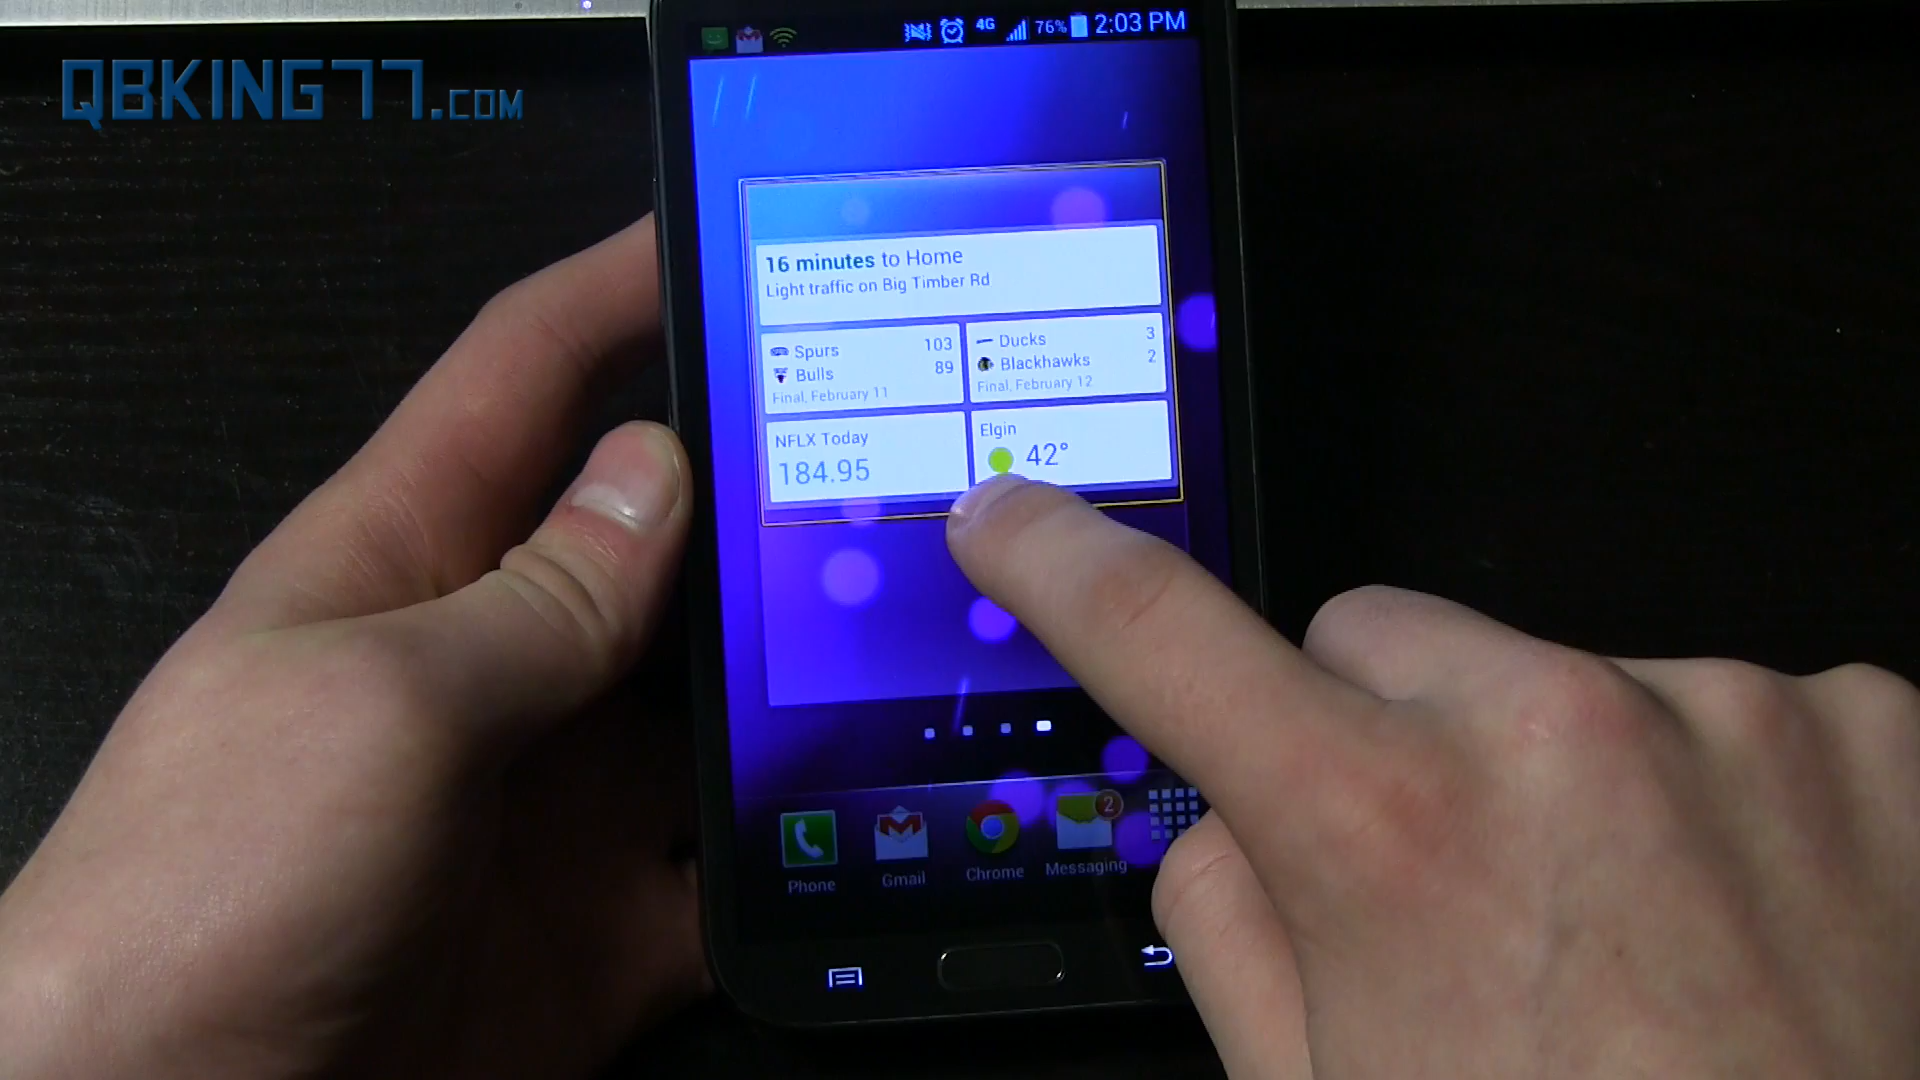 QBKING77.COM
4G 76% 2:03 PM
16 minutes to Home
Light traffic on Big Timber Rd
Spurs 103
Bulls 89
Final, February 11
Ducks 3
Blackhawks 2
Final, February 12
NFLX Today
184.95
Elgin
42°
2
Phone
Gmail
Chrome
Messaging